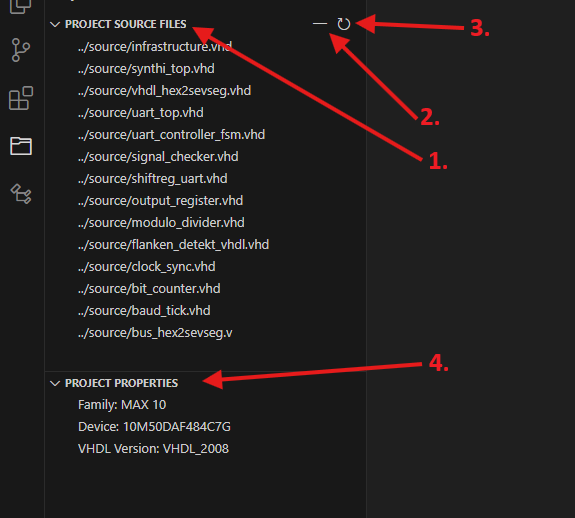 PROJECT SOURCE FILES
3.
../source/infrastructure.vhd
../source/synthi_top.vhd
../source/vhdl_hex2sevseg.vhd
../source/uart_top.vhd
2.
../source/uart_controller_fsm.vhd
../source/signal_checker.vhd
1.
../source/shiftreg_uart.vhd
../source/output_register.vhd
../source/modulo_divider.vhd
../source/flanken_detekt_vhdl.vhd
../source/clock_sync.vhd
../source/bit_counter.vhd
../source/baud_tick.vhd
../source/bus_hex2sevseg.v
4.
PROJECT PROPERTIES
Family: MAX 10
Device: 10M50DAF484C7G
VHDL Version: VHDL_2008